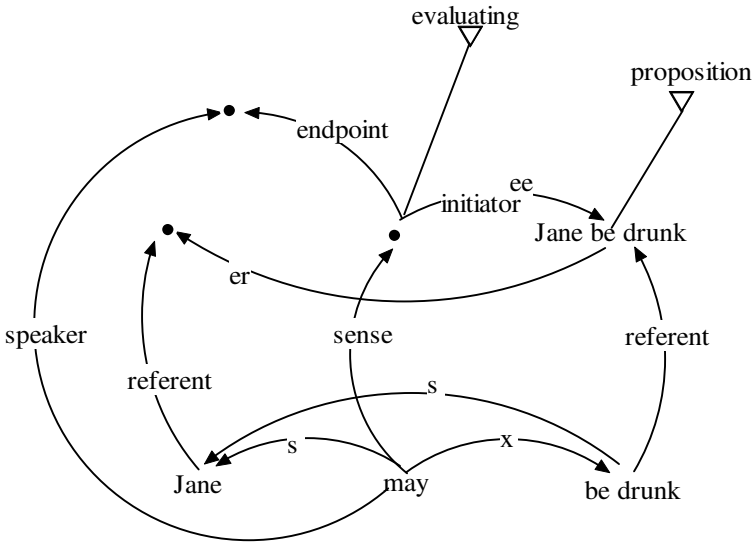 evaluating
proposition
endpoint
ee
initiator
Jane be drunk
er
speaker
sense
referent
referent
s
s
x
Jane
may
be drunk